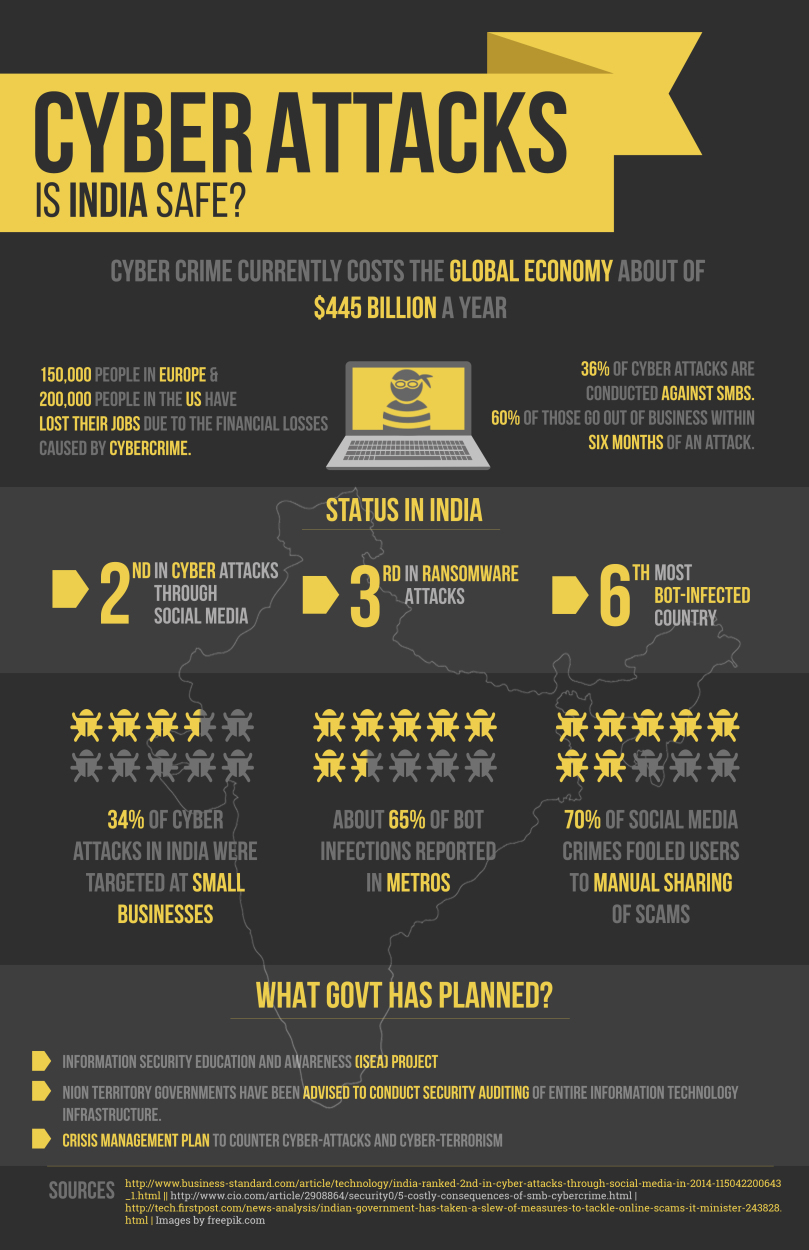 CYBER ATTACKS
IS INDIA SAFE?
CYBER CRIME CURRENTLY COSTS THE GLOBAL ECONOMY ABOUT OF
$445 BILLION A YEAR
150,000 PEOPLE IN EUROPE &
200,000 PEOPLE IN THE US HAVE
LOST THEIR JOBS DUE TO THE FINANCIAL LOSSES
CAUSED BY CYBERCRIME.
36% OF CYBER ATTACKS ARE
CONDUCTED AGAINST SMBS.
60% OF THOSE GO OUT OF BUSINESS WITHIN
SIX MONTHS OF AN ATTACK.
STATUS IN INDIA
2ND IN CYBER ATTACKS
THROUGH
SOCIAL MEDIA
3RD IN RANSOMWARE
ATTACKS
6TH MOST
BOT-INFECTED
COUNTRY
34% OF CYBER
ATTACKS IN INDIA WERE
TARGETED AT SMALL
BUSINESSES
ABOUT 65% OF BOT
INFECTIONS REPORTED
IN METROS
70% OF SOCIAL MEDIA
CRIMES FOOLED USERS
TO MANUAL SHARING
OF SCAMS
WHAT GOVT HAS PLANNED?
INFORMATION SECURITY EDUCATION AND AWARENESS (ISEA) PROJECT
NION TERRITORY GOVERNMENTS HAVE BEEN ADVISED TO CONDUCT SECURITY AUDITING OF ENTIRE INFORMATION TECHNOLOGY
INFRASTRUCTURE.
CRISIS MANAGEMENT PLAN TO COUNTER CYBER-ATTACKS AND CYBER-TERRORISM
SOURCES
http://www.business-standard.com/article/technology/india-ranked-2nd-in-cyber-attacks-through-social-media-in-2014-115042200643
_1.html || http://www.cio.com/article/2908864/security0/5-costly-consequences-of-smb-cybercrime.html |
http://tech.firstpost.com/news-analysis/indian-government-has-taken-a-slew-of-measures-to-tackle-online-scams-it-minister-243828.
html | Images by freepik.com